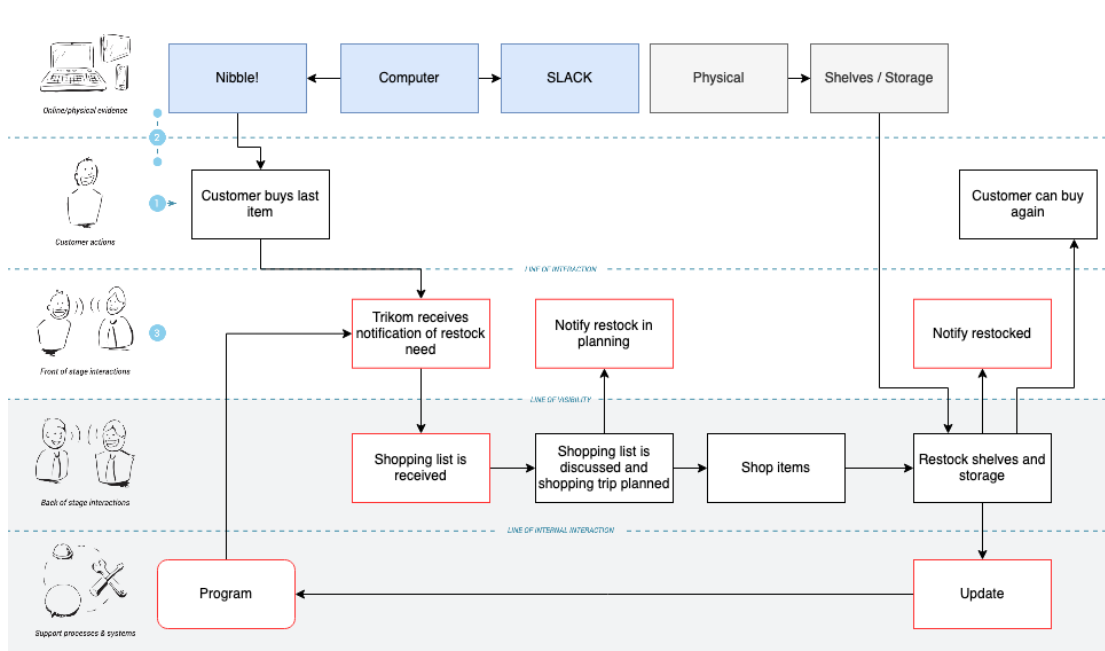 Nibble!
Computer
SLACK
Physical
Shelves / Storage
Online/physical evidence
2
1
Customer buys last
item
Customer can buy
again
Customer actions
LINE OF INTERACTION
3
Trikom receives
notification of restock
need
Notify restock in
planning
Notify restocked
Front of stage interactions
LINE OF VISIBILITY
Shopping list is
received
Shopping list is
discussed and
shopping trip planned
Shop items
Restock shelves and
storage
Back of stage interactions
LINE OF INTERNAL INTERACTION
Program
Update
Support processes & systems